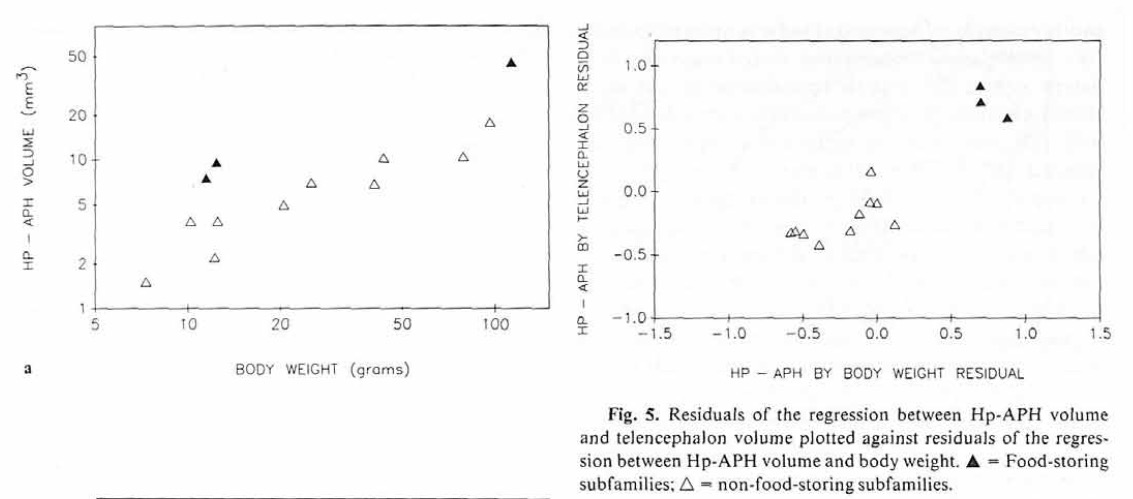 HP – APH VOLUME (mm³)
50
20
10
5
2
1
5 10 20 50 100
BODY WEIGHT (grams)
a
HP – APH BY TELENCEPHALON RESIDUAL
1.0
0.5
0.0
−0.5
−1.0
−1.5 −1.0 −0.5 0.0 0.5 1.0 1.5
HP – APH BY BODY WEIGHT RESIDUAL
Fig. 5. Residuals of the regression between Hp-APH volume
and telencephalon volume plotted against residuals of the regres-
sion between Hp-APH volume and body weight. ▲ = Food-storing
subfamilies; △ = non-food-storing subfamilies.